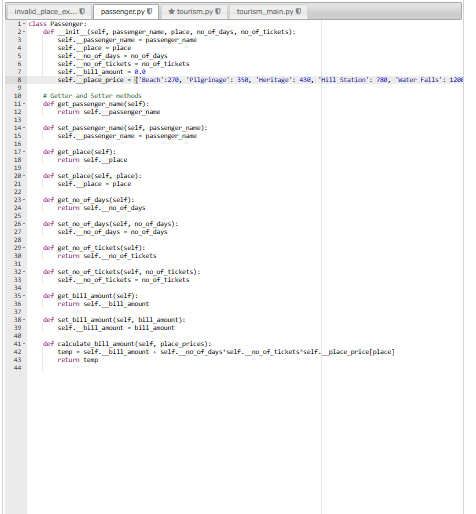 invalid_place_ex... passenger.py tourism.py tourism_main.py
1 class Passenger:
2 def __init__(self, passenger_name, place, no_of_days, no_of_tickets):
3 self.__passenger_name = passenger_name
4 self.__place = place
5 self.__no_of_days = no_of_days
6 self.__no_of_tickets = no_of_tickets
7 self.__bill_amount = 0.0
8 self.__place_price = {'Beach':270, 'Pilgrinage': 350, 'Heritage': 430, 'Hill Station': 780, 'Water Falls': 1200
9
10 # Getter and Setter methods
11 def get_passenger_name(self):
12 return self.__passenger_name
13
14 def set_passenger_name(self, passenger_name):
15 self.__passenger_name = passenger_name
16
17 def get_place(self):
18 return self.__place
19
20 def set_place(self, place):
21 self.__place = place
22
23 def get_no_of_days(self):
24 return self.__no_of_days
25
26 def set_no_of_days(self, no_of_days):
27 self.__no_of_days = no_of_days
28
29 def get_no_of_tickets(self):
30 return self.__no_of_tickets
31
32 def set_no_of_tickets(self, no_of_tickets):
33 self.__no_of_tickets = no_of_tickets
34
35 def get_bill_amount(self):
36 return self.__bill_amount
37
38 def set_bill_amount(self, bill_amount):
39 self.__bill_amount = bill_amount
40
41 def calculate_bill_amount(self, place_prices):
42 temp = self.__bill_amount + self.__no_of_days*self.__no_of_tickets*self.__place_price[place]
43 return temp
44